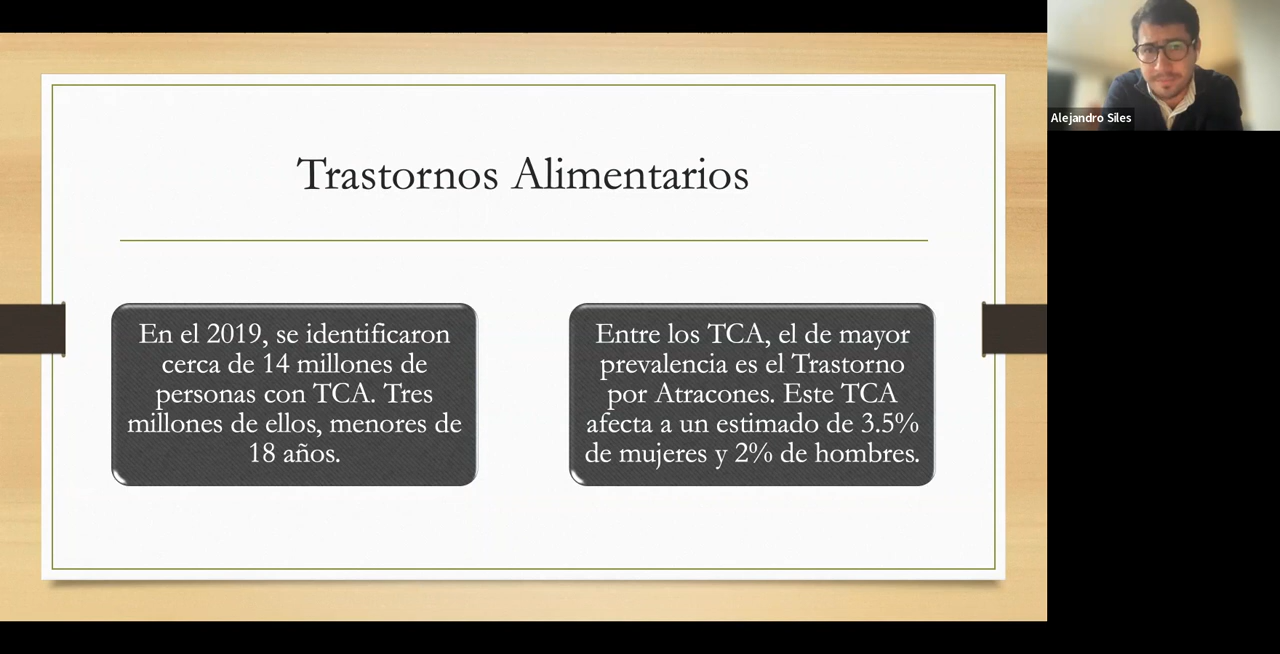 Trastornos Alimentarios
En el 2019, se identificaron
cerca de 14 millones de
personas con TCA. Tres
millones de ellos, menores de
18 años.
Entre los TCA, el de mayor
prevalencia es el Trastorno
por Atracones. Este TCA
afecta a un estimado de 3.5%
de mujeres y 2% de hombres.
Alejandro Siles